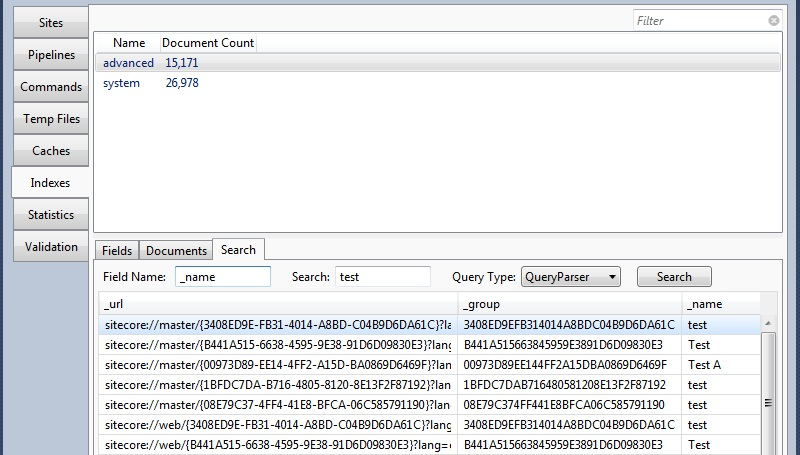 Sites
Pipelines
Commands
Temp Files
Caches
Indexes
Statistics
Validation
Filter
Name Document Count
advanced 15,171
system 26,978
Fields Documents Search
Field Name: _name Search: test Query Type: QueryParser Search
_url _group _name
sitecore://master/{3408ED9E-FB31-4014-A8BD-C04B9D6DA61C}?la 3408ED9EFB314014A8BDC04B9D6DA61C test
sitecore://master/{B441A515-6638-4595-9E38-91D6D09830E3}?lang B441A515663845959E3891D6D09830E3 Test
sitecore://master/{00973D89-EE14-4FF2-A15D-BA0869D6469F}?lan 00973D89EE144FF2A15DBA0869D6469F Test A
sitecore://master/{1BFDC7DA-B716-4805-8120-8E13F2F87192}?lan 1BFDC7DAB716480581208E13F2F87192 test
sitecore://master/{08E79C37-4FF4-41E8-BFCA-06C585791190}?lan 08E79C374FF441E8BFCA06C585791190 test
sitecore://web/{3408ED9E-FB31-4014-A8BD-C04B9D6DA61C}?lang 3408ED9EFB314014A8BDC04B9D6DA61C test
sitecore://web/{B441A515-6638-4595-9E38-91D6D09830E3}?lang= B441A515663845959E3891D6D09830E3 Test